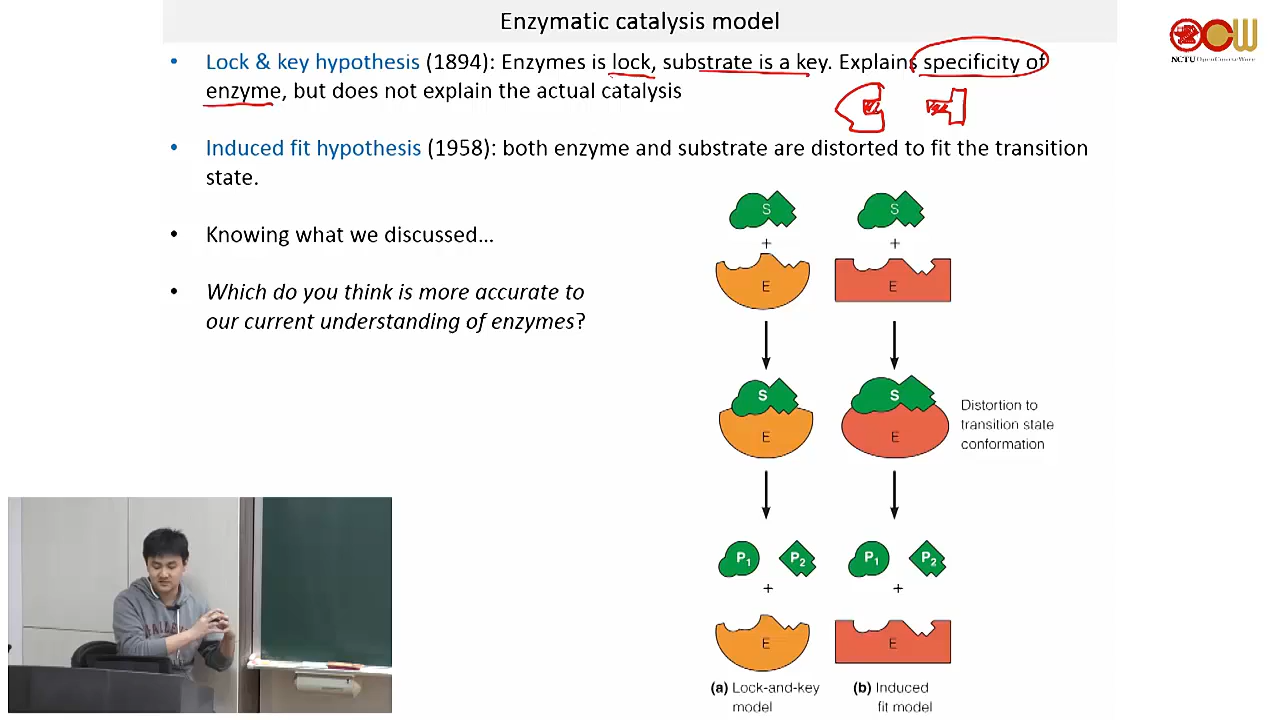 Enzymatic catalysis model
OCW
NCTU OpenCourseWare
• Lock & key hypothesis (1894): Enzymes is lock, substrate is a key. Explains specificity of
enzyme, but does not explain the actual catalysis
• Induced fit hypothesis (1958): both enzyme and substrate are distorted to fit the transition
state.
• Knowing what we discussed…
• Which do you think is more accurate to
our current understanding of enzymes?
S
S
+
+
E
E
S
S
E
E
Distortion to
transition state
conformation
P1
P2
P1
P2
+
+
E
E
(a) Lock-and-key
model
(b) Induced
fit model